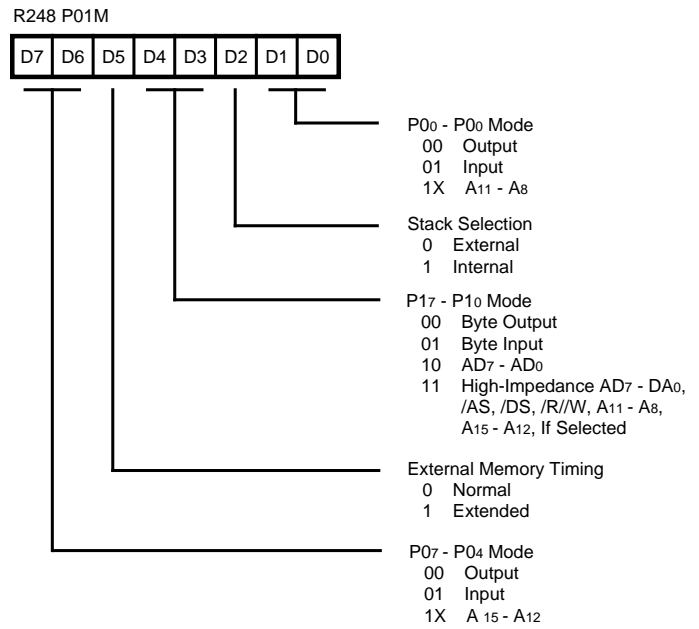 R248 P01M
D7 D6 D5 D4 D3 D2 D1 D0
P00 - P00 Mode
00 Output
01 Input
1X A11 - A8
Stack Selection
0 External
1 Internal
P17 - P10 Mode
00 Byte Output
01 Byte Input
10 AD7 - AD0
11 High-Impedance AD7 - DA0,
/AS, /DS, /R//W, A11 - A8,
A15 - A12, If Selected
External Memory Timing
0 Normal
1 Extended
P07 - P04 Mode
00 Output
01 Input
1X A 15 - A12